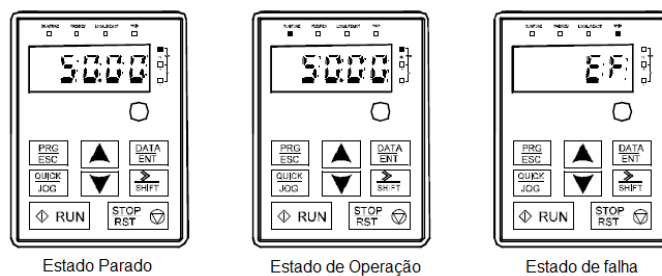 50.00
PRG
ESC
DATA
ENT
QUICK
JOG
SHIFT
RUN
STOP
RST
Estado Parado
50.00
PRG
ESC
DATA
ENT
QUICK
JOG
SHIFT
RUN
STOP
RST
Estado de Operação
EF
PRG
ESC
DATA
ENT
QUICK
JOG
SHIFT
RUN
STOP
RST
Estado de falha